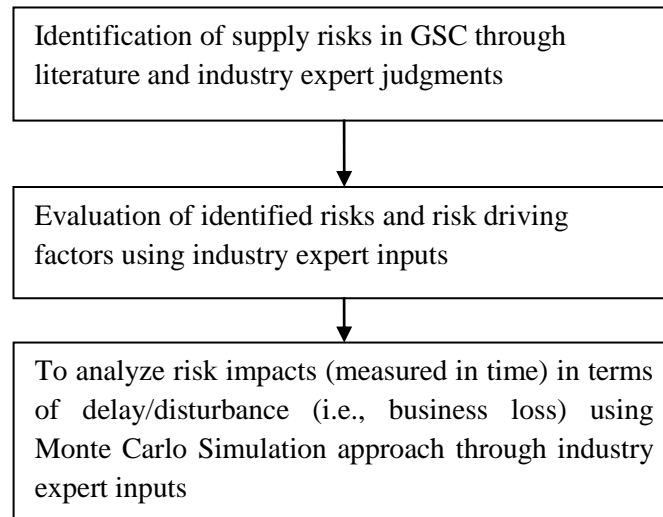 Identification of supply risks in GSC through
literature and industry expert judgments
Evaluation of identified risks and risk driving
factors using industry expert inputs
To analyze risk impacts (measured in time) in terms
of delay/disturbance (i.e., business loss) using
Monte Carlo Simulation approach through industry
expert inputs